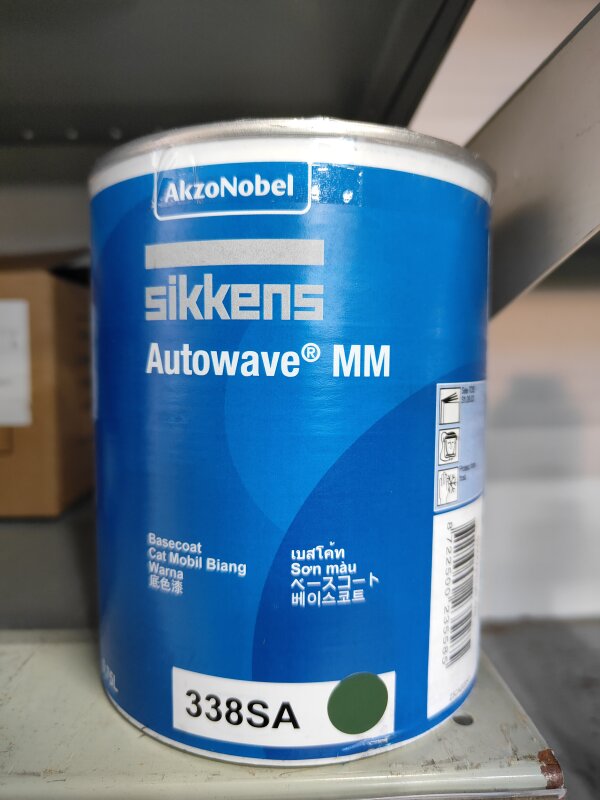 AkzoNobel
sikkens
Autowave® MM
Basecoat
Cat Mobil Biang
Warna
底色漆
เบสโค้ท
Sơn màu
ベースコート
베이스코트
338SA